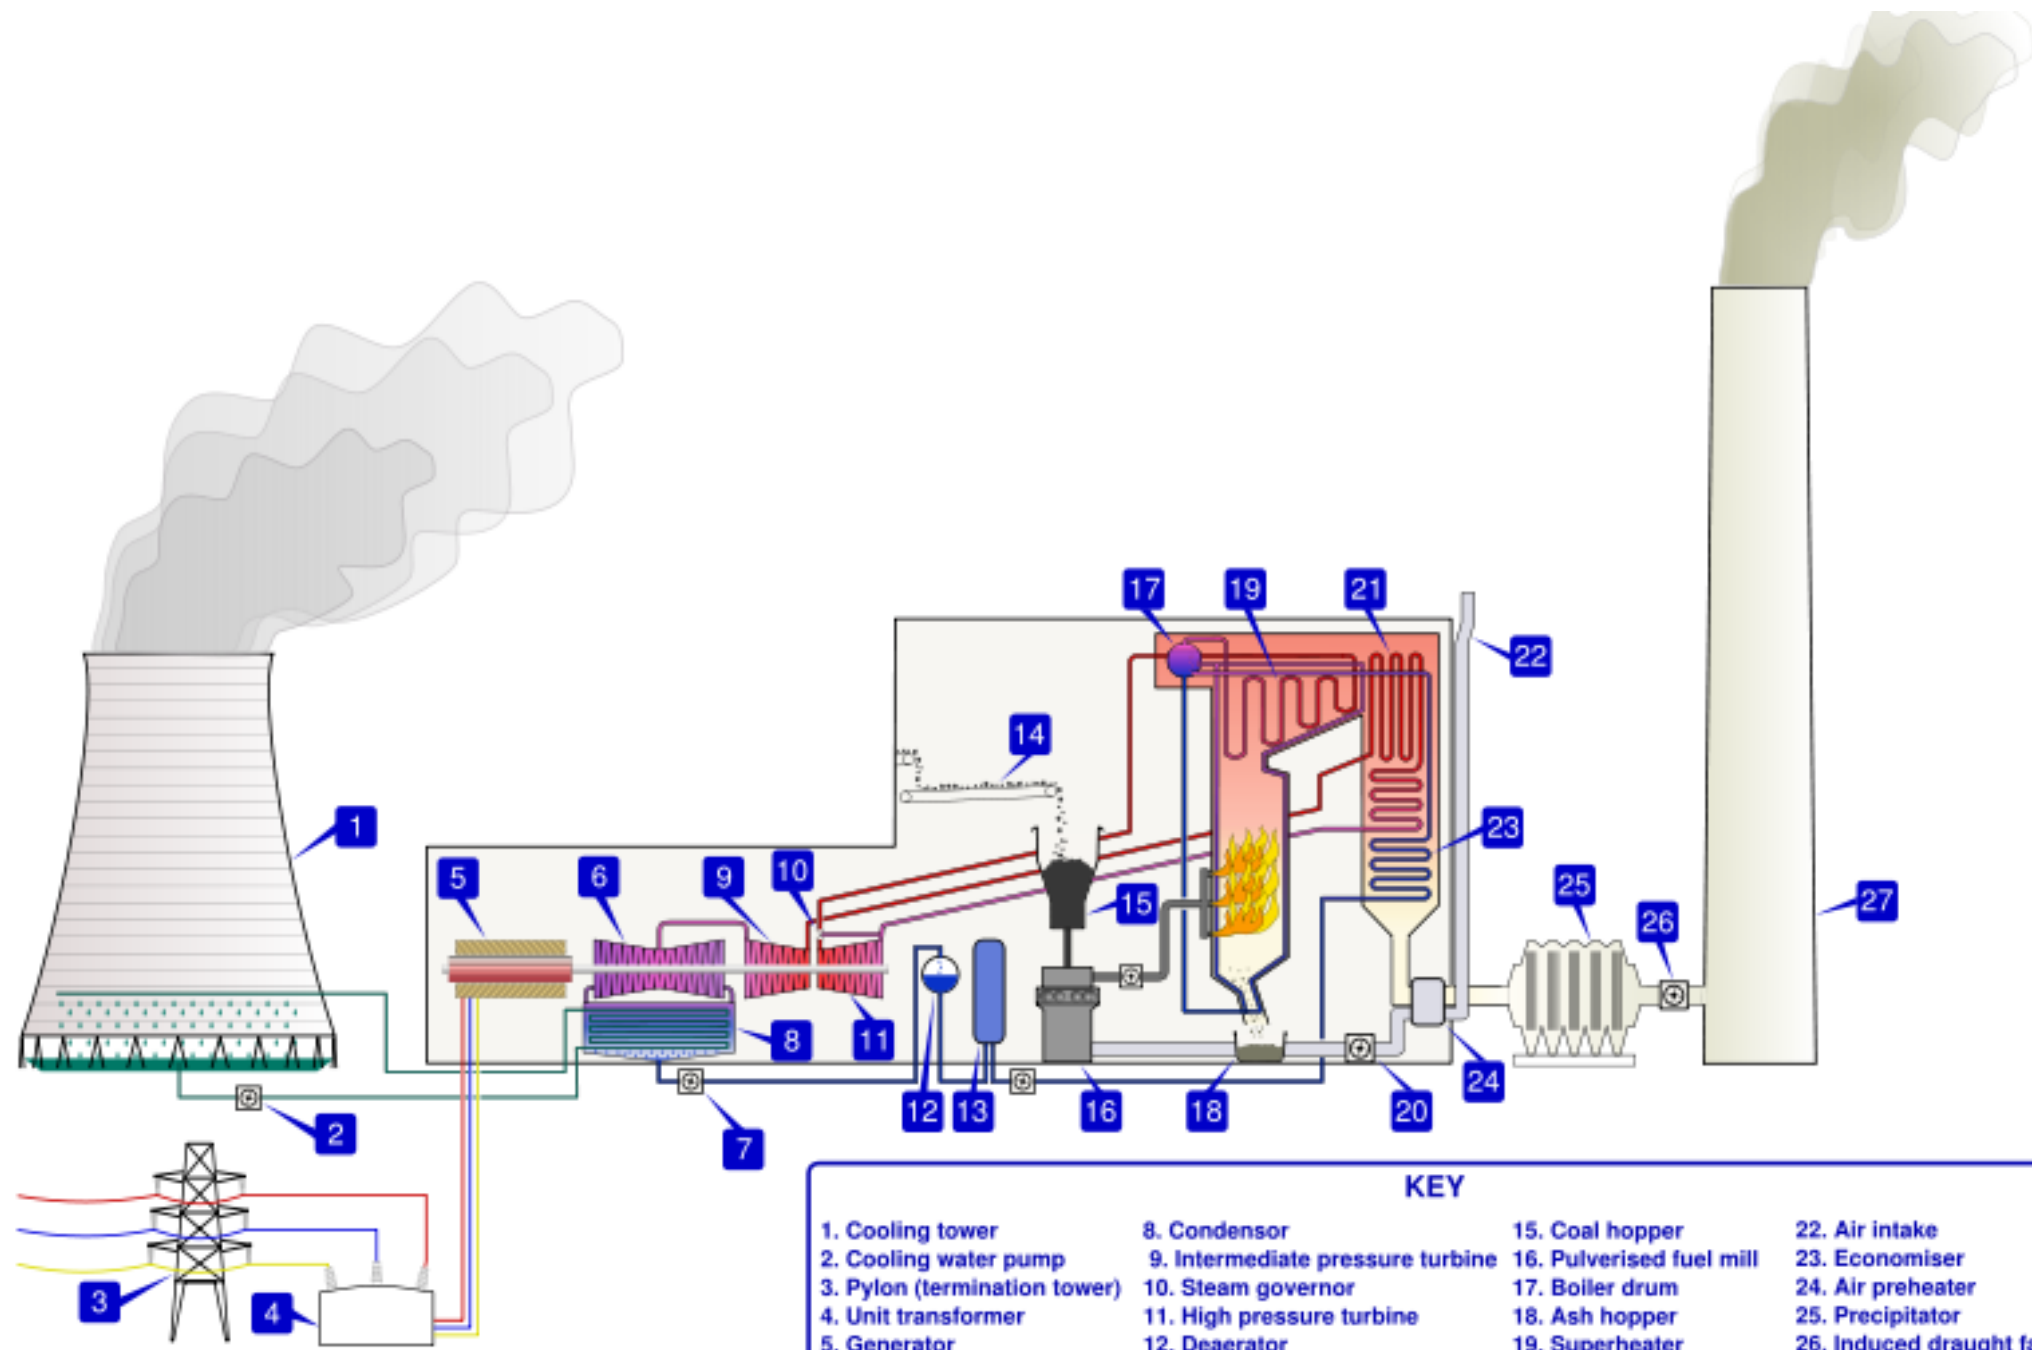 17
19
21
22
14
1
23
5
6
9
10
15
25
26
27
8
11
24
12
13
16
18
20
2
7
3
4
KEY
1. Cooling tower
2. Cooling water pump
3. Pylon (termination tower)
4. Unit transformer
5. Generator
8. Condensor
9. Intermediate pressure turbine
10. Steam governor
11. High pressure turbine
12. Deaerator
15. Coal hopper
16. Pulverised fuel mill
17. Boiler drum
18. Ash hopper
19. Superheater
22. Air intake
23. Economiser
24. Air preheater
25. Precipitator
26. Induced draught